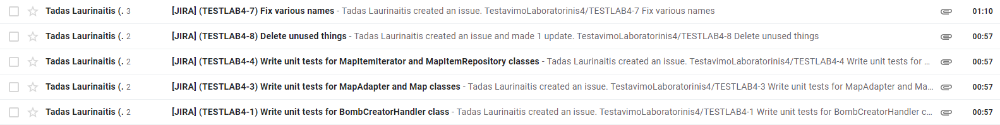 Tadas Laurinaitis (. 3 [JIRA] (TESTLAB4-7) Fix various names - Tadas Laurinaitis created an issue. TestavimoLaboratorinis4/TESTLAB4-7 Fix various names 01:10
Tadas Laurinaitis (. 2 [JIRA] (TESTLAB4-8) Delete unused things - Tadas Laurinaitis created an issue and made 1 update. TestavimoLaboratorinis4/TESTLAB4-8 Delete unused things 00:57
Tadas Laurinaitis (. 2 [JIRA] (TESTLAB4-4) Write unit tests for MapItemIterator and MapItemRepository classes - Tadas Laurinaitis created an issue. TestavimoLaboratorinis4/TESTLAB4-4 Write unit tests for ... 00:57
Tadas Laurinaitis (. 2 [JIRA] (TESTLAB4-3) Write unit tests for MapAdapter and Map classes - Tadas Laurinaitis created an issue. TestavimoLaboratorinis4/TESTLAB4-3 Write unit tests for MapAdapter and Ma... 00:57
Tadas Laurinaitis (. 2 [JIRA] (TESTLAB4-1) Write unit tests for BombCreatorHandler class - Tadas Laurinaitis created an issue. TestavimoLaboratorinis4/TESTLAB4-1 Write unit tests for BombCreatorHandler c... 00:57